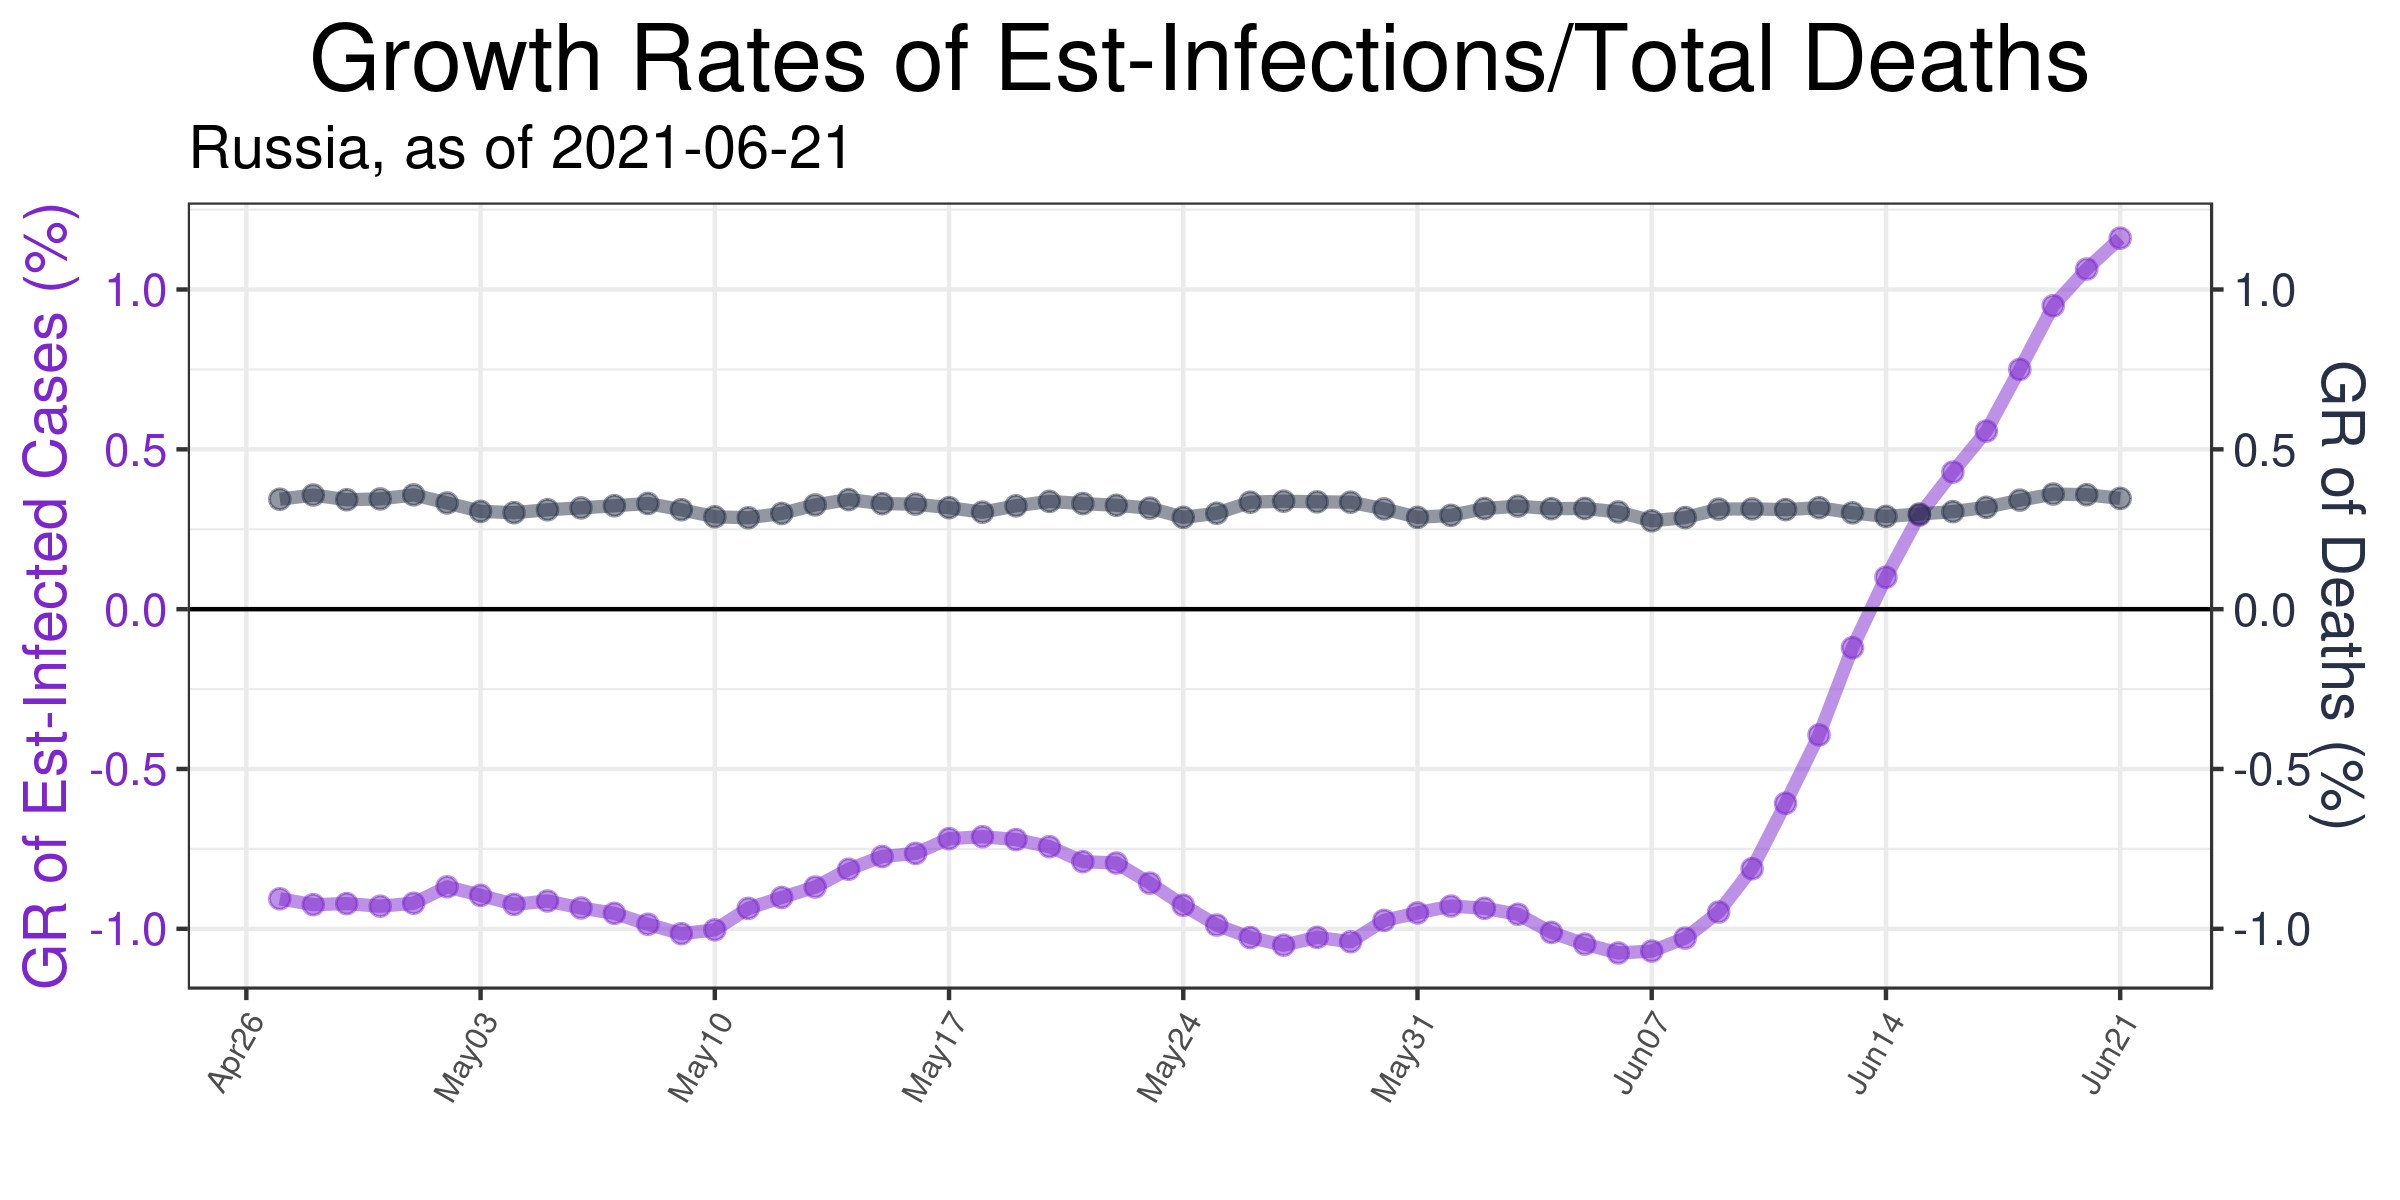 Growth Rates of Est-Infections/Total Deaths
Russia, as of 2021-06-21
GR of Est-Infected Cases (%)
1.0
0.5
0.0
-0.5
-1.0
1.0
0.5
0.0
-0.5
-1.0
GR of Deaths (%)
Apr26
May03
May10
May17
May24
May31
Jun07
Jun14
Jun21